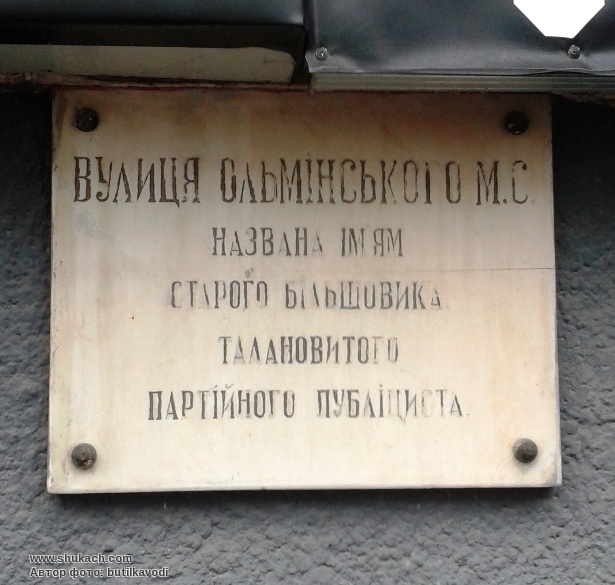 ВУЛИЦЯ ОЛЬМІНСЬКОГО М.С.
НАЗВАНА ІМ'ЯМ
СТАРОГО БІЛЬШОВИКА,
ТАЛАНОВИТОГО
ПАРТІЙНОГО ПУБЛІЦИСТА.
www.shukach.com
Автор фото: butilkavodi